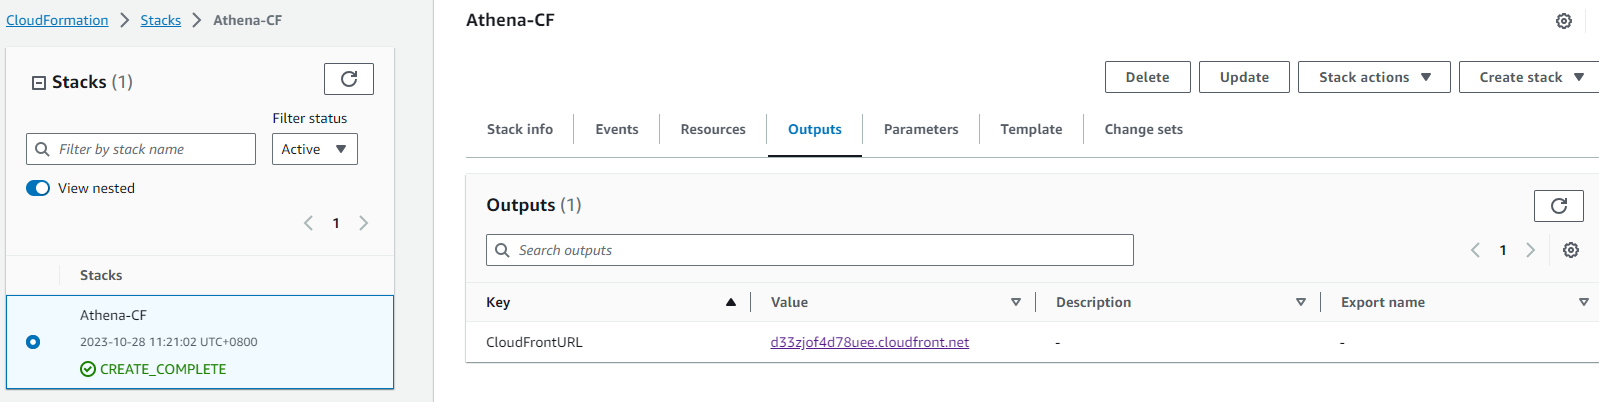 CloudFormation > Stacks > Athena-CF
Stacks (1)
Filter status
Filter by stack name
Active
View nested
1
Stacks
Athena-CF
2023-10-28 11:21:02 UTC+0800
CREATE_COMPLETE
Athena-CF
Delete Update Stack actions Create stack
Stack info Events Resources Outputs Parameters Template Change sets
Outputs (1)
Search outputs
1
Key Value Description Export name
CloudFrontURL d33zjof4d78uee.cloudfront.net - -